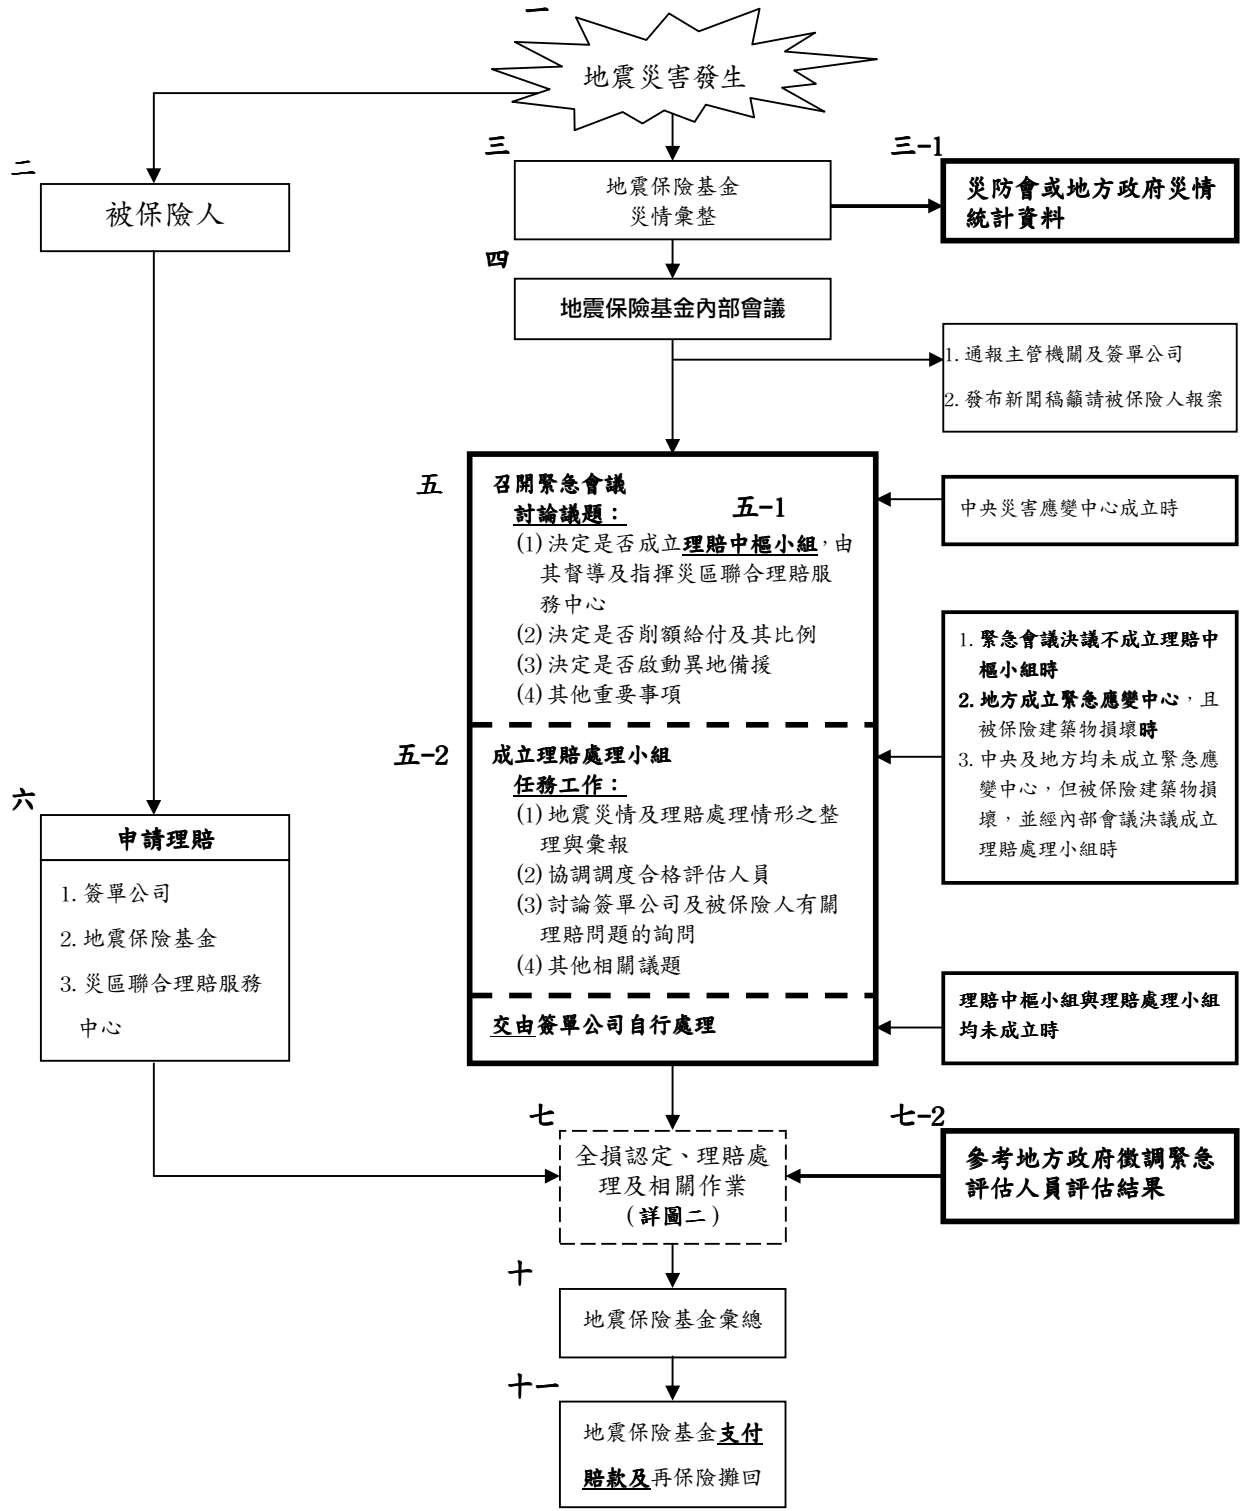 一
地震災害發生
二
被保險人
三
地震保險基金
災情彙整
三-1
災防會或地方政府災情
統計資料
四
地震保險基金內部會議
1. 通報主管機關及簽單公司
2. 發布新聞稿籲請被保險人報案
五
召開緊急會議
討論議題：
五-1
(1) 決定是否成立理賠中樞小組，由
其督導及指揮災區聯合理賠服
務中心
(2) 決定是否削額給付及其比例
(3) 決定是否啟動異地備援
(4) 其他重要事項
中央災害應變中心成立時
五-2
成立理賠處理小組
任務工作：
(1) 地震災情及理賠處理情形之整
理與彙報
(2) 協調調度合格評估人員
(3) 討論簽單公司及被保險人有關
理賠問題的詢問
(4) 其他相關議題
1. 緊急會議決議不成立理賠中
樞小組時
2. 地方成立緊急應變中心，且
被保險建築物損壞時
3. 中央及地方均未成立緊急應
變中心，但被保險建築物損
壞，並經內部會議決議成立
理賠處理小組時
交由簽單公司自行處理
理賠中樞小組與理賠處理小組
均未成立時
六
申請理賠
1. 簽單公司
2. 地震保險基金
3. 災區聯合理賠服務
中心
七
全損認定、理賠處
理及相關作業
（詳圖二）
七-2
參考地方政府徵調緊急
評估人員評估結果
十
地震保險基金彙總
十一
地震保險基金支付
賠款及再保險攤回